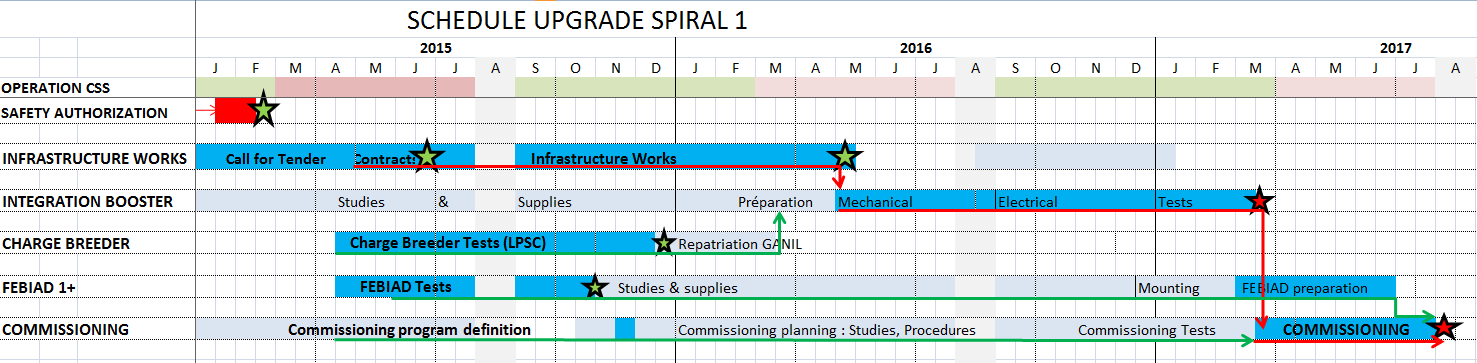 SCHEDULE UPGRADE SPIRAL 1
2015 2016 2017
J F M A M J J A S O N D J F M A M J J A S O N D J F M A M J J A
OPERATION CSS
SAFETY AUTHORIZATION
INFRASTRUCTURE WORKS Call for Tender Contracts Infrastructure Works
INTEGRATION BOOSTER Studies & Supplies Préparation Mechanical Electrical Tests
CHARGE BREEDER Charge Breeder Tests (LPSC) Repatriation GANIL
FEBIAD 1+ FEBIAD Tests Studies & supplies Mounting FEBIAD preparation
COMMISSIONING Commissioning program definition Commissioning planning : Studies, Procedures Commissioning Tests COMMISSIONING